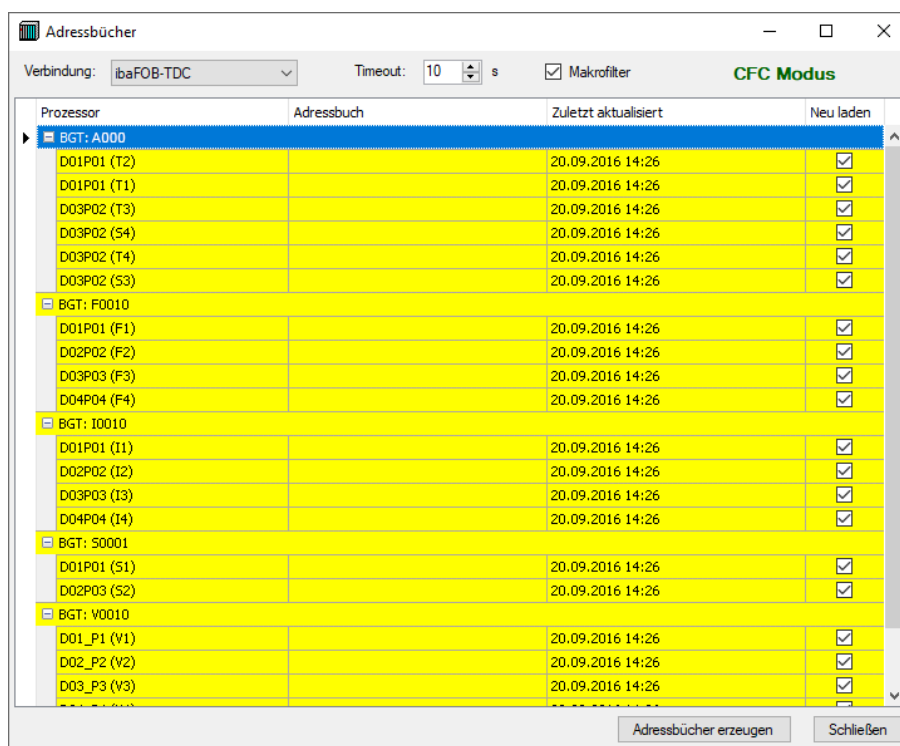 Adressbücher
Verbindung: ibaFOB-TDC Timeout: 10 s Makrofilter CFC Modus
Prozessor Adressbuch Zuletzt aktualisiert Neu laden
BGT: A000
D01P01 (T2) 20.09.2016 14:26
D01P01 (T1) 20.09.2016 14:26
D03P02 (T3) 20.09.2016 14:26
D03P02 (S4) 20.09.2016 14:26
D03P02 (T4) 20.09.2016 14:26
D03P02 (S3) 20.09.2016 14:26
BGT: F0010
D01P01 (F1) 20.09.2016 14:26
D02P02 (F2) 20.09.2016 14:26
D03P03 (F3) 20.09.2016 14:26
D04P04 (F4) 20.09.2016 14:26
BGT: I0010
D01P01 (I1) 20.09.2016 14:26
D02P02 (I2) 20.09.2016 14:26
D03P03 (I3) 20.09.2016 14:26
D04P04 (I4) 20.09.2016 14:26
BGT: S0001
D01P01 (S1) 20.09.2016 14:26
D02P03 (S2) 20.09.2016 14:26
BGT: V0010
D01_P1 (V1) 20.09.2016 14:26
D02_P2 (V2) 20.09.2016 14:26
D03_P3 (V3) 20.09.2016 14:26
Adressbücher erzeugen Schließen